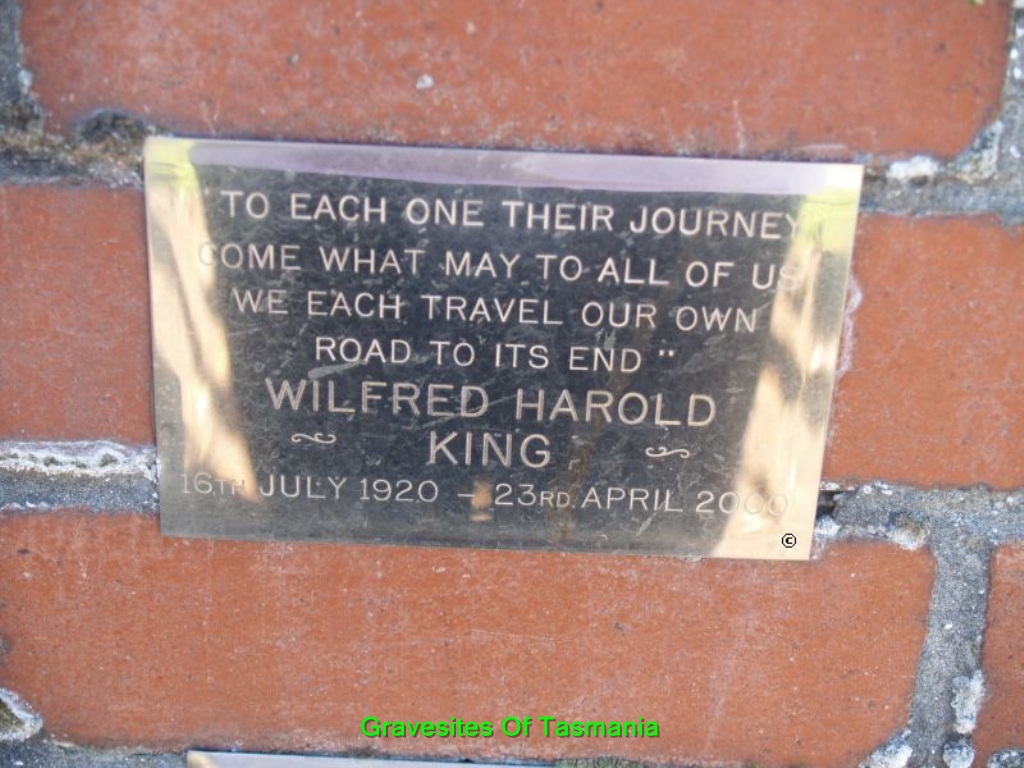 " TO EACH ONE THEIR JOURNEY
COME WHAT MAY TO ALL OF US
WE EACH TRAVEL OUR OWN
ROAD TO ITS END "
WILFRED HAROLD
KING
16TH JULY 1920 – 23RD APRIL 2000
©
Gravesites Of Tasmania